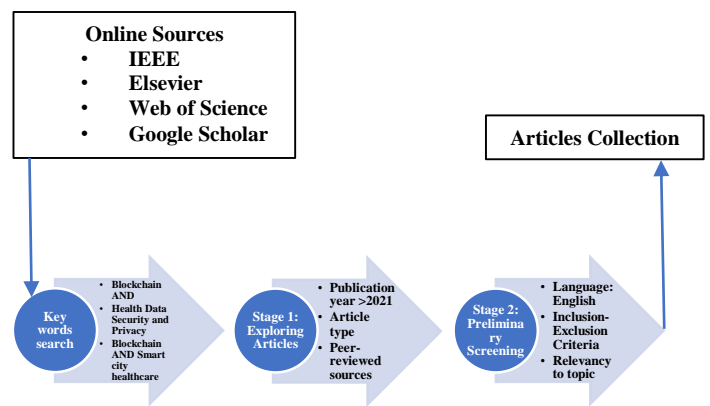 Online Sources
• IEEE
• Elsevier
• Web of Science
• Google Scholar
Articles Collection
Key
words
search
• Blockchain
AND
• Health Data
Security and
Privacy
• Blockchain
AND Smart
city
healthcare
Stage 1:
Exploring
Articles
• Publication
year >2021
• Article
type
• Peer-
reviewed
sources
Stage 2:
Prelimina
ry
Screening
• Language:
English
• Inclusion-
Exclusion
Criteria
• Relevancy
to topic